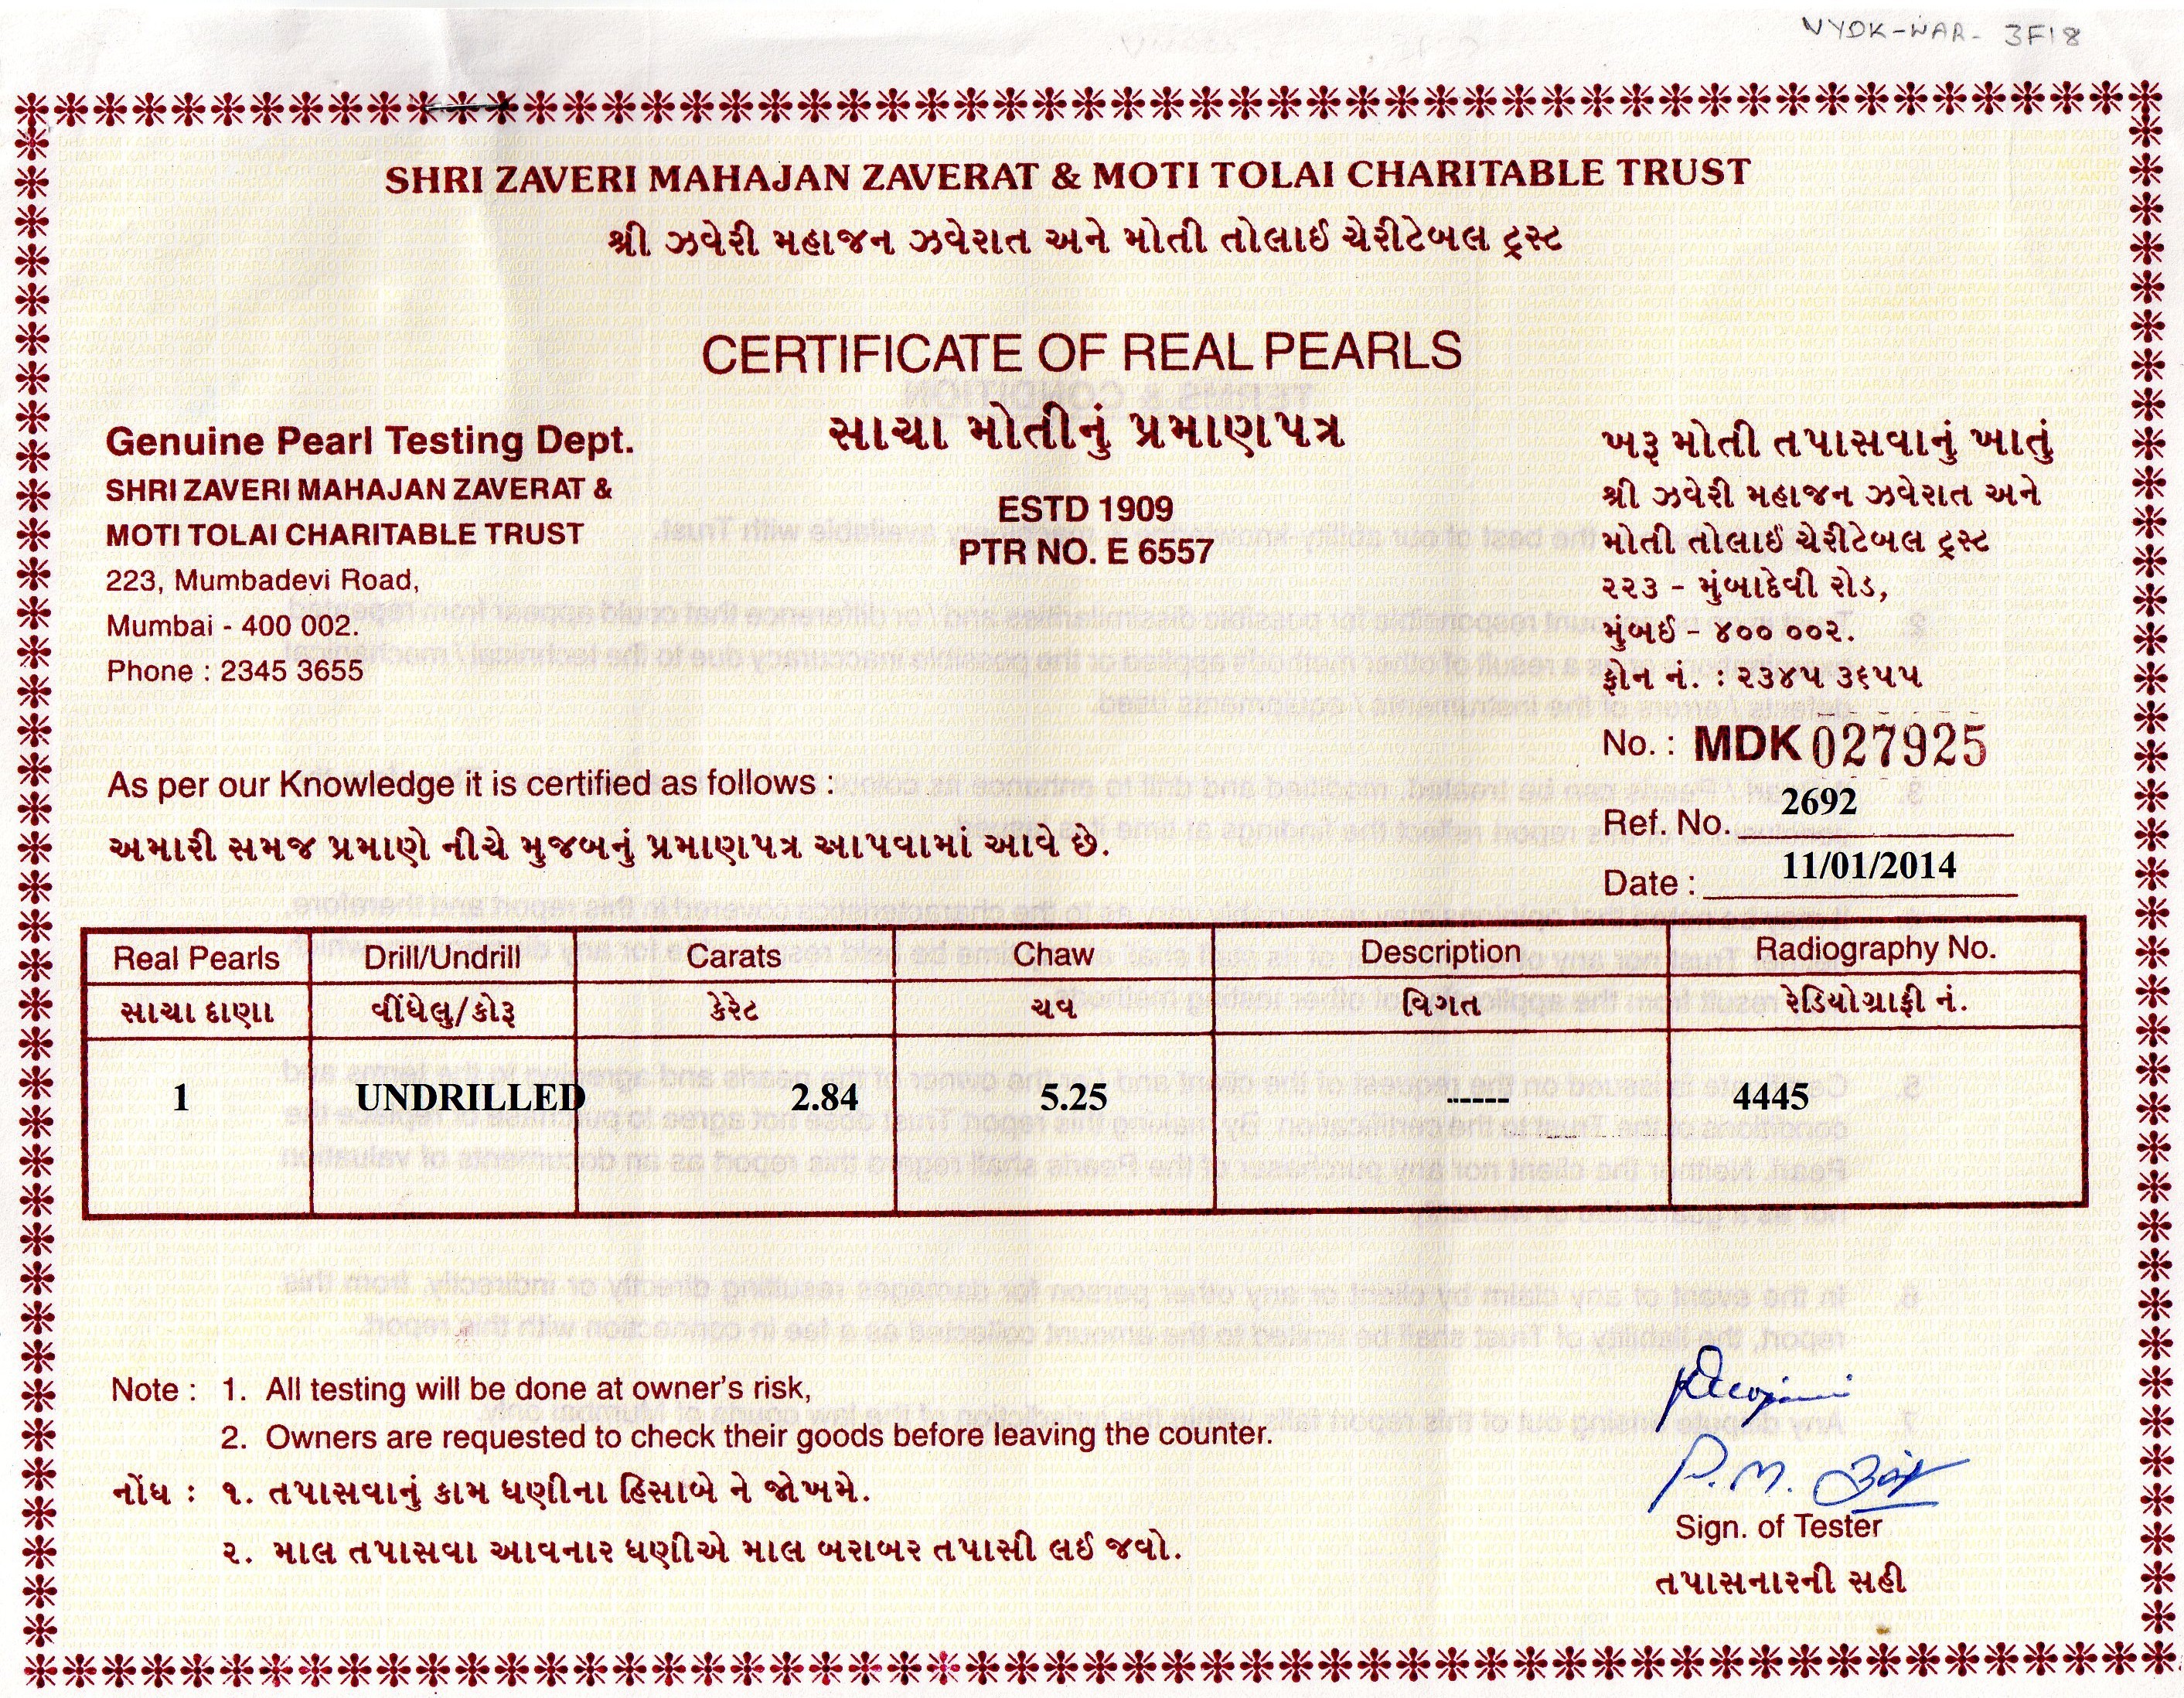 VYDK-WAR- 3F18
SHRI ZAVERI MAHAJAN ZAVERAT & MOTI TOLAI CHARITABLE TRUST
શ્રી ઝવેરી મહાજન ઝવેરાત અને મોતી તોલાઈ ચેરીટેબલ ટ્રસ્ટ
CERTIFICATE OF REAL PEARLS
સાચા મોતીનું પ્રમાણપત્ર
ESTD 1909
PTR NO. E 6557
Genuine Pearl Testing Dept.
SHRI ZAVERI MAHAJAN ZAVERAT &
MOTI TOLAI CHARITABLE TRUST
223, Mumbadevi Road,
Mumbai - 400 002.
Phone : 2345 3655
ખરૂ મોતી તપાસવાનું ખાતું
શ્રી ઝવેરી મહાજન ઝવેરાત અને
મોતી તોલાઈ ચેરીટેબલ ટ્રસ્ટ
૨૨૩ - મુંબાદેવી રોડ,
મુંબઈ - ૪૦૦ ૦૦૨.
ફોન નં. : ૨૩૪૫ ૩૬૫૫
No. : MDK 027925
Ref. No. 2692
Date : 11/01/2014
As per our Knowledge it is certified as follows :
અમારી સમજ પ્રમાણે નીચે મુજબનું પ્રમાણપત્ર આપવામાં આવે છે.
Real Pearls Drill/Undrill Carats Chaw Description Radiography No.
સાચા દાણા વીંધેલુ/કોરૂ કેરેટ ચવ વિગત રેડિયોગ્રાફી નં.
1 UNDRILLED 2.84 5.25 ------ 4445
Note : 1. All testing will be done at owner's risk,
2. Owners are requested to check their goods before leaving the counter.
નોંધ : ૧. તપાસવાનું કામ ધણીના હિસાબે ને જોખમે.
૨. માલ તપાસવા આવનાર ધણીએ માલ બરાબર તપાસી લઈ જવો.
P.M.
Sign. of Tester
તપાસનારની સહી